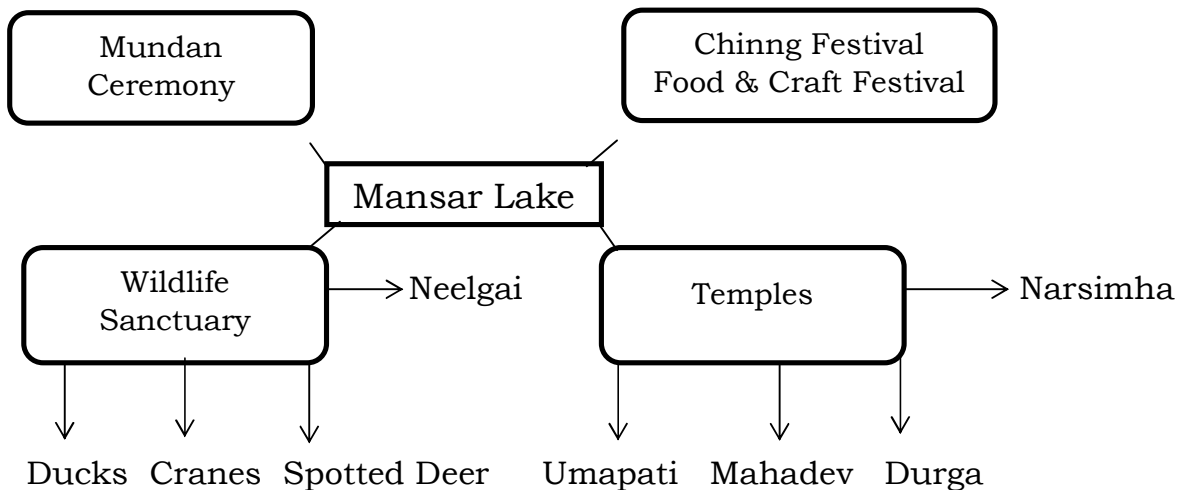 Mundan
Ceremony
Chinng Festival
Food & Craft Festival
Mansar Lake
Wildlife
Sanctuary
Neelgai
Temples
Narsimha
Ducks Cranes Spotted Deer Umapati Mahadev Durga